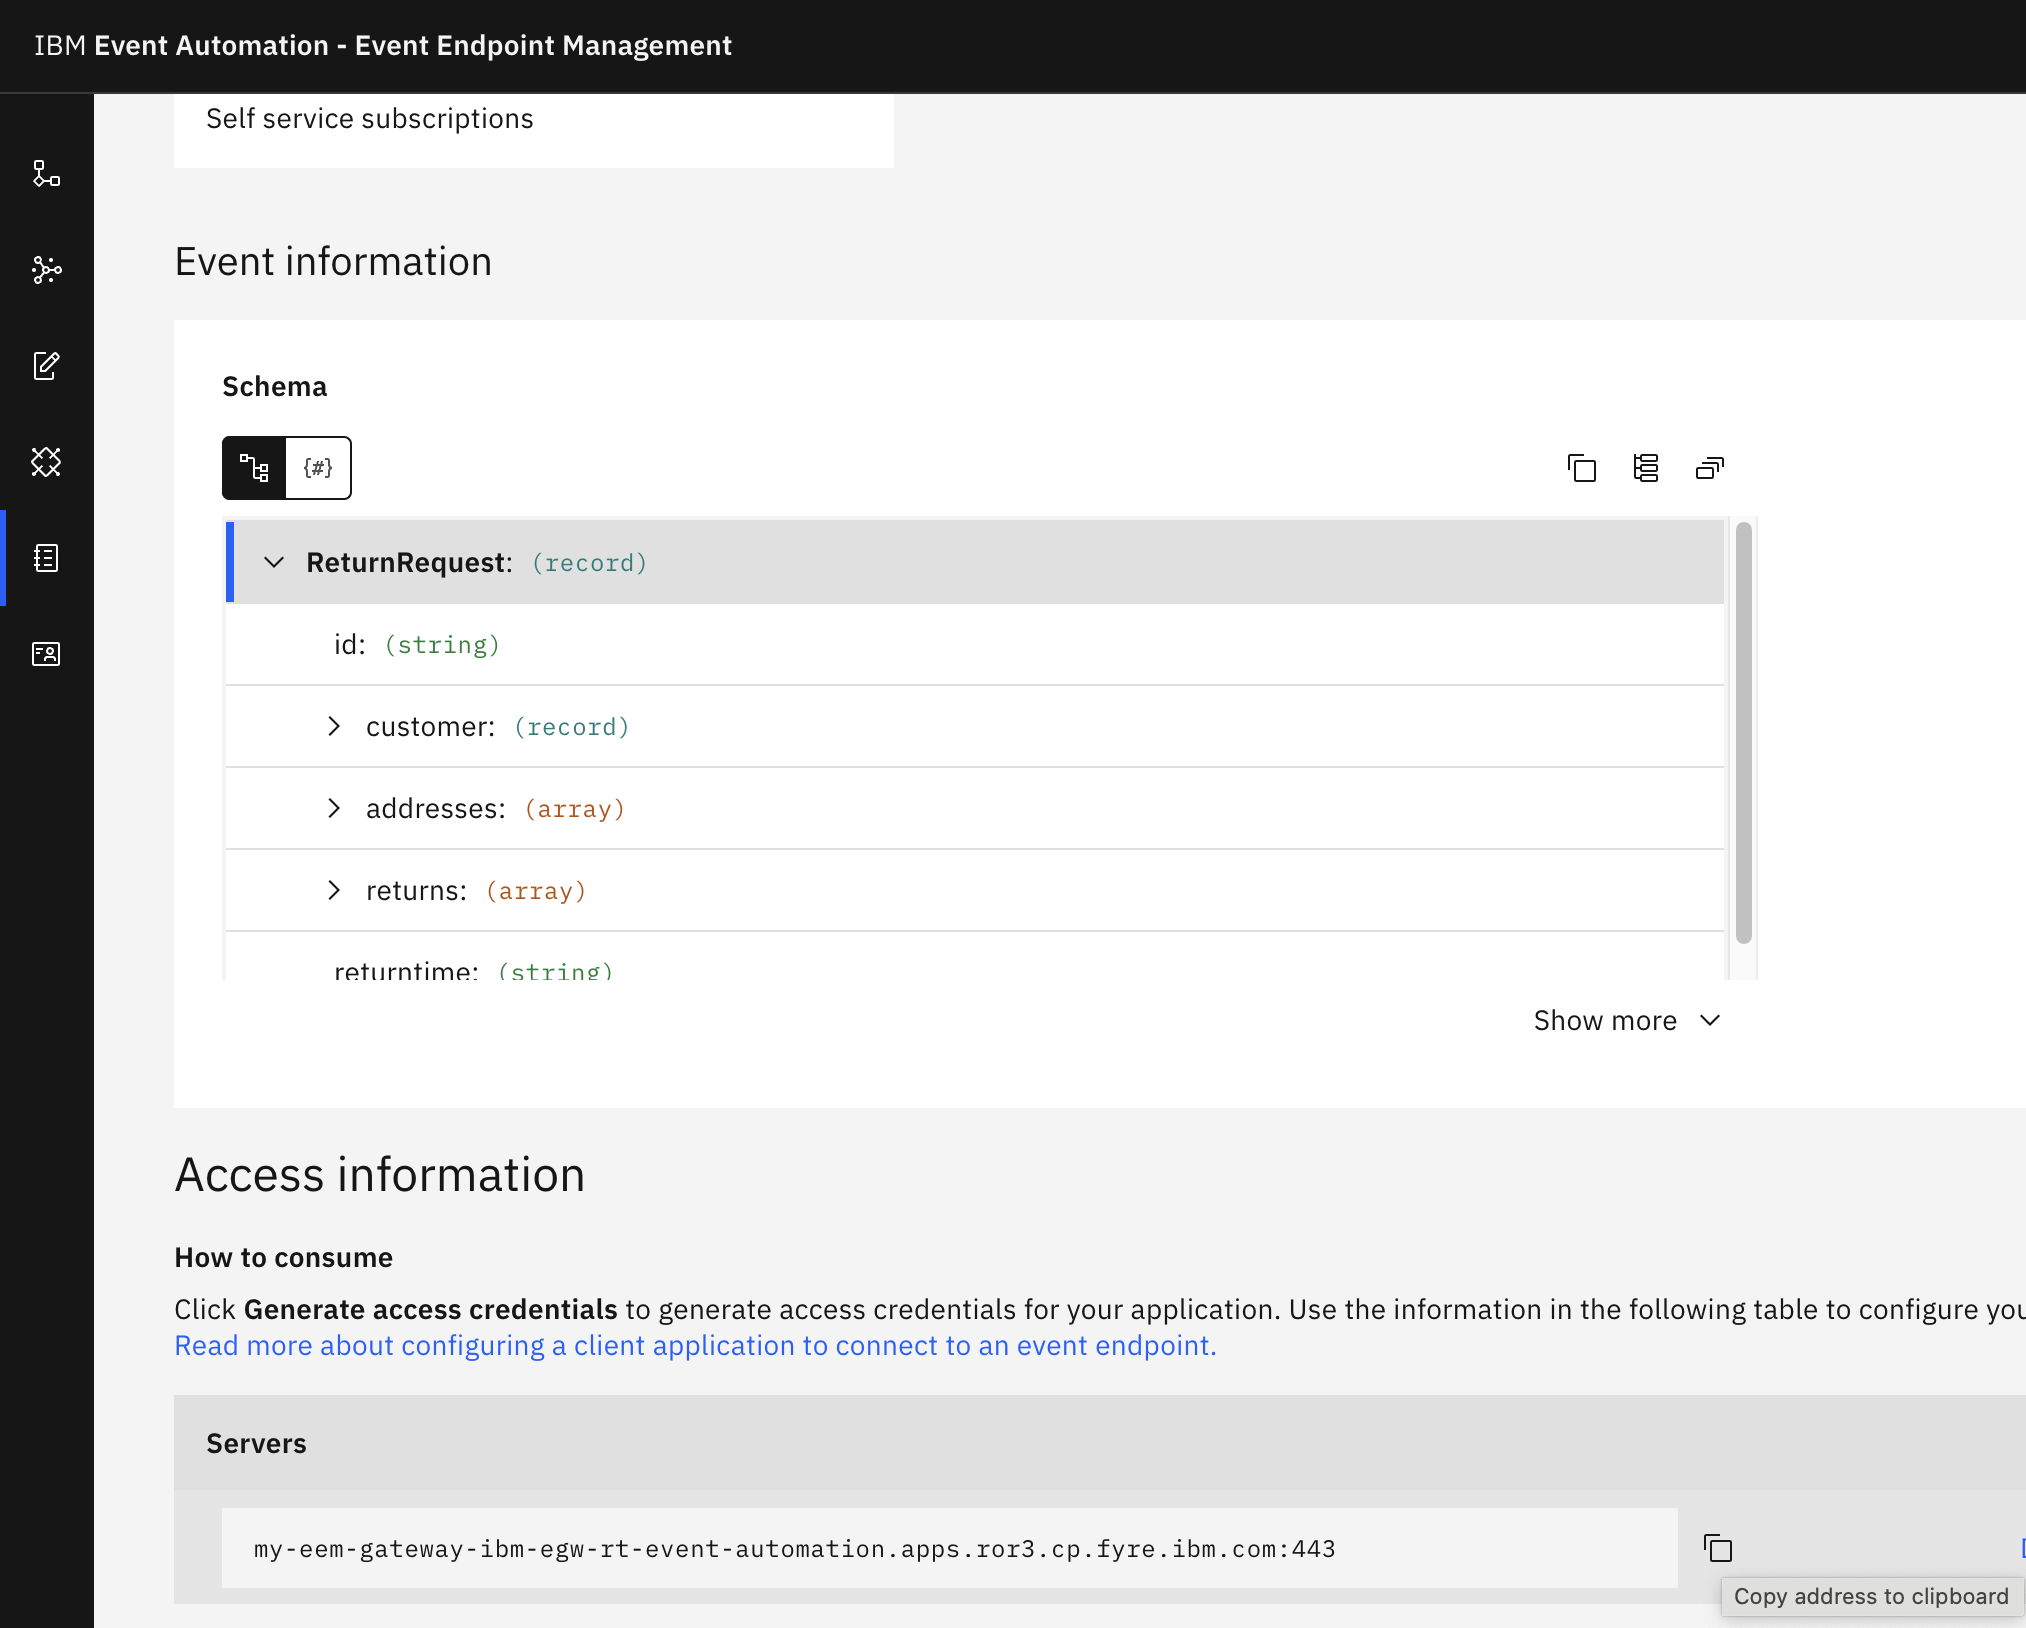 IBM Event Automation - Event Endpoint Management
Self service subscriptions
Event information
Schema
{#}
ReturnRequest: (record)
id: (string)
customer: (record)
addresses: (array)
returns: (array)
returntime: (string)
Show more
Access information
How to consume
Click Generate access credentials to generate access credentials for your application. Use the information in the following table to configure
Read more about configuring a client application to connect to an event endpoint.
Servers
my-eem-gateway-ibm-egw-rt-event-automation.apps.ror3.cp.fyre.ibm.com:443
Copy address to clipboard